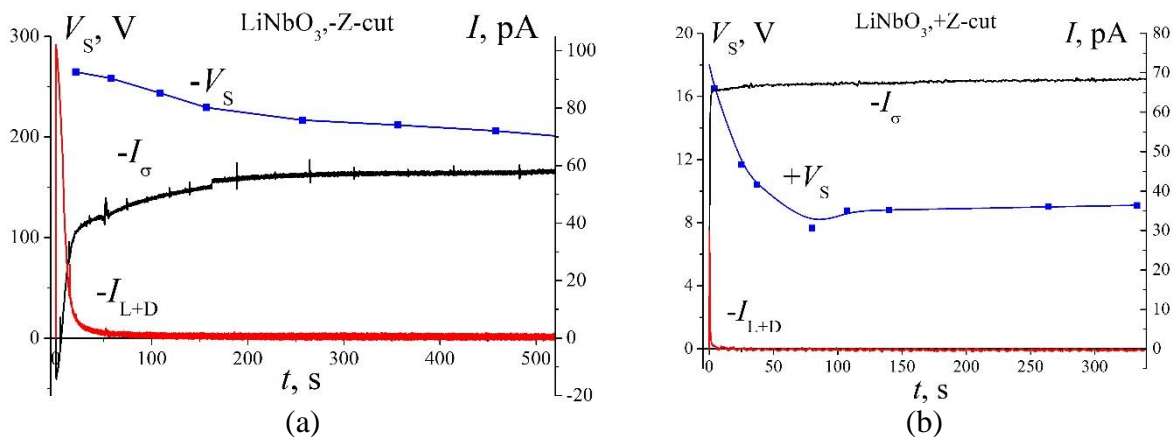 V_S, V
LiNbO₃,-Z-cut
I, pA
300
200
100
0
100
80
60
40
20
0
-20
-V_S
-I_σ
-I_L+D
0
100
200
300
400
500
t, s
(a)
V_S, V
LiNbO₃,+Z-cut
I, pA
20
16
12
8
4
0
80
70
60
50
40
30
20
10
0
-I_σ
+V_S
-I_L+D
0
50
100
150
200
250
300
t, s
(b)